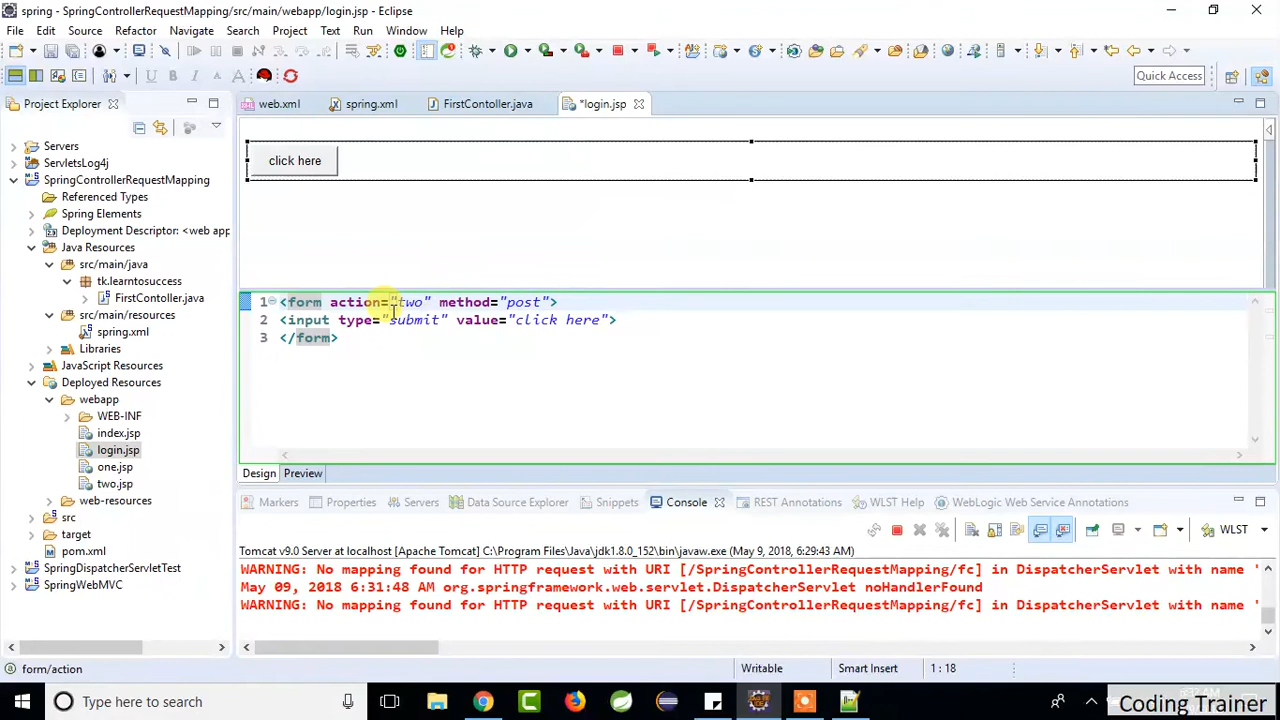 spring - SpringControllerRequestMapping/src/main/webapp/login.jsp - Eclipse
File Edit Source Refactor Navigate Search Project Text Run Window Help
Quick Access
Project Explorer
web.xml spring.xml FirstContoller.java *login.jsp
Servers
ServletsLog4j
SpringControllerRequestMapping
Referenced Types
Spring Elements
Deployment Descriptor: <web app
Java Resources
src/main/java
tk.learntosuccess
FirstContoller.java
src/main/resources
spring.xml
Libraries
JavaScript Resources
Deployed Resources
webapp
WEB-INF
index.jsp
login.jsp
one.jsp
two.jsp
web-resources
src
target
pom.xml
SpringDispatcherServletTest
SpringWebMVC
click here
1 <form action="two" method="post">
2 <input type="submit" value="click here">
3 </form>
Design Preview
Markers Properties Servers Data Source Explorer Snippets Console REST Annotations WLST Help WebLogic Web Service Annotations
WLST
Tomcat v9.0 Server at localhost [Apache Tomcat] C:\Program Files\Java\jdk1.8.0_152\bin\javaw.exe (May 9, 2018, 6:29:43 AM)
WARNING: No mapping found for HTTP request with URI [/SpringControllerRequestMapping/fc] in DispatcherServlet with name '
May 09, 2018 6:31:48 AM org.springframework.web.servlet.DispatcherServlet noHandlerFound
WARNING: No mapping found for HTTP request with URI [/SpringControllerRequestMapping/fc] in DispatcherServlet with name '
form/action Writable Smart Insert 1 : 18
Type here to search
Coding Trainer